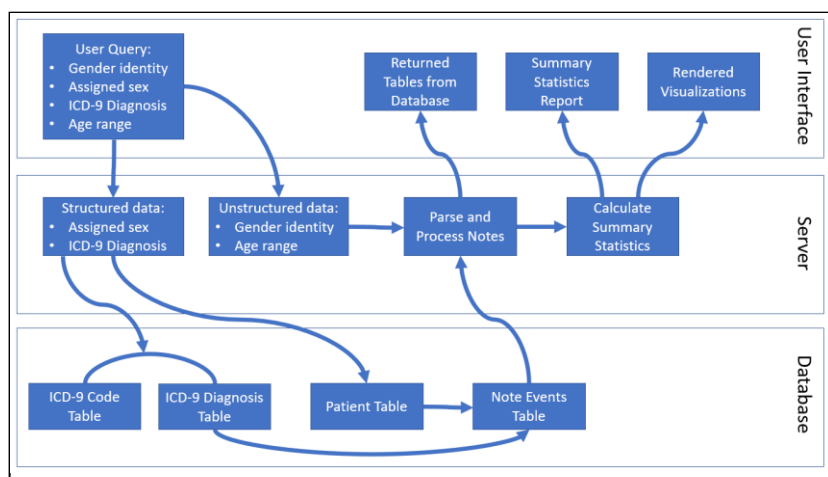 User Query:
• Gender identity
• Assigned sex
• ICD-9 Diagnosis
• Age range
Returned
Tables from
Database
Summary
Statistics
Report
Rendered
Visualizations
User Interface
Structured data:
• Assigned sex
• ICD-9 Diagnosis
Unstructured data:
• Gender identity
• Age range
Parse and
Process Notes
Calculate
Summary
Statistics
Server
ICD-9 Code
Table
ICD-9 Diagnosis
Table
Patient Table
Note Events
Table
Database